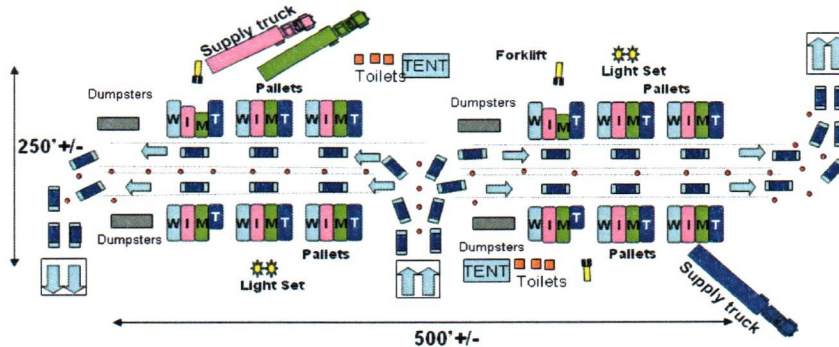 Supply truck
Toilets
TENT
Forklift
Light Set
Dumpsters
Pallets
Dumpsters
Pallets
W I M T
W I M T
W I M T
W I M T
W I M T
W I M T
250'+/-
W I M T
W I M T
W I M T
W I M T
W I M T
W I M T
Dumpsters
Pallets
Light Set
Dumpsters
TENT
Toilets
Pallets
Supply truck
500'+/-